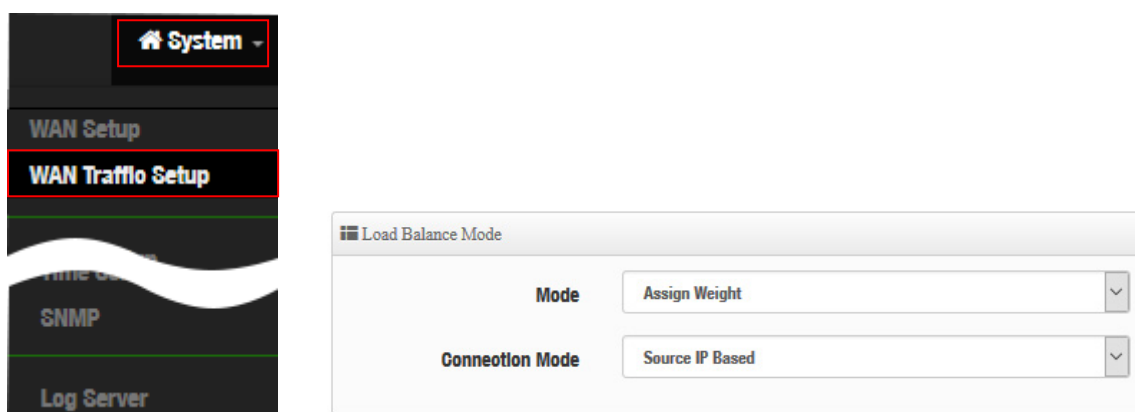 System
WAN Setup
WAN Traffic Setup
SNMP
Log Server
Load Balance Mode
Mode
Assign Weight
Connection Mode
Source IP Based